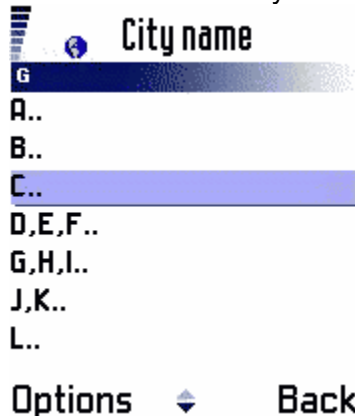 City name
G
A..
B..
C..
D,E,F..
G,H,I..
J,K..
L..
Options Back